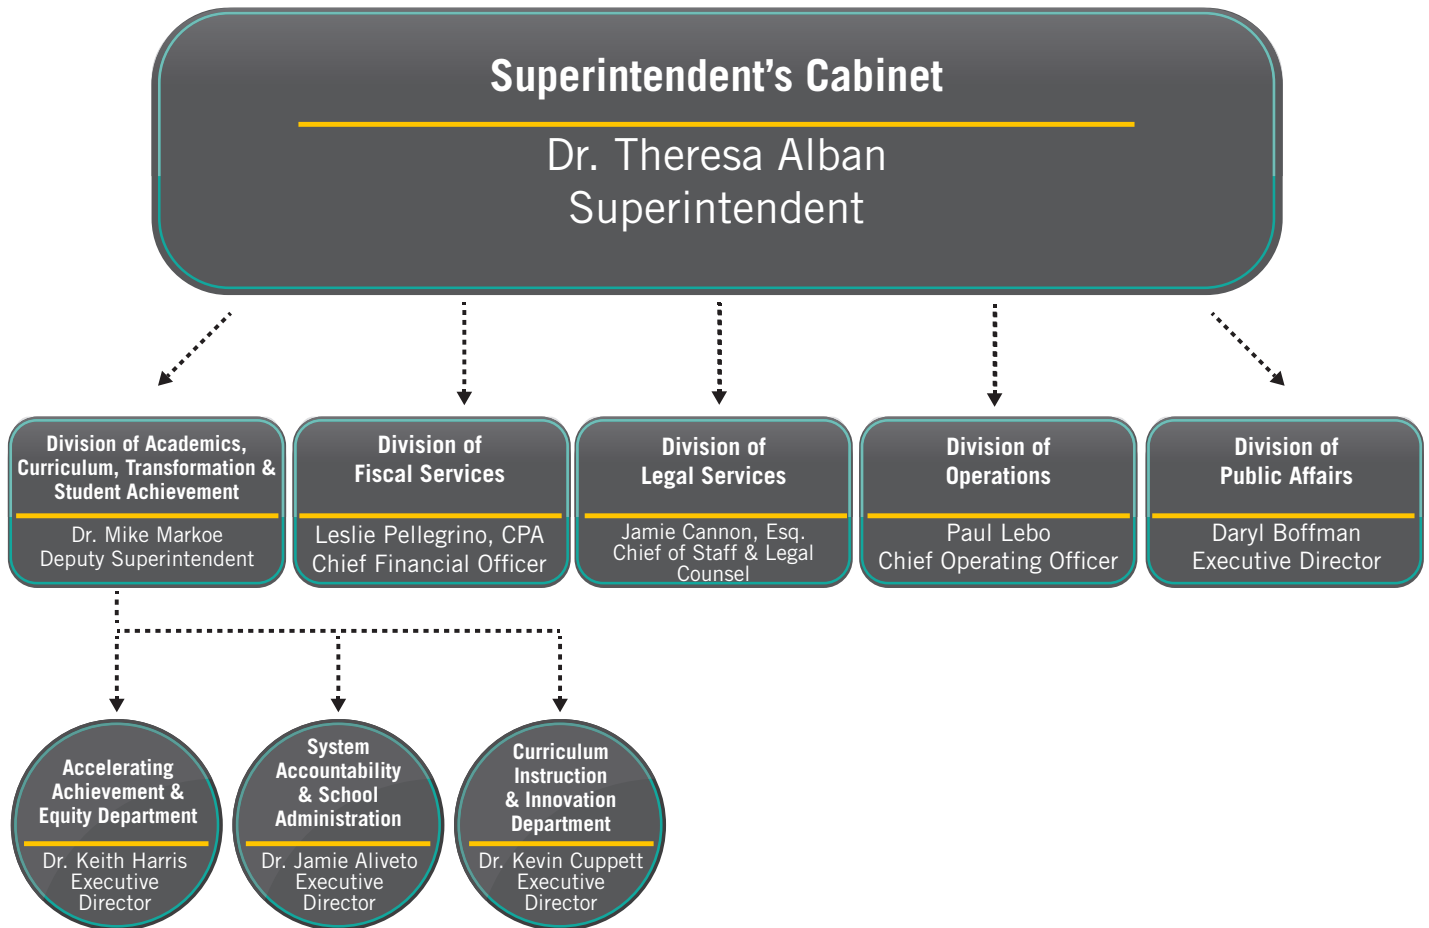 Superintendent’s Cabinet
Dr. Theresa Alban
Superintendent
Division of Academics,
Curriculum, Transformation &
Student Achievement
Dr. Mike Markoe
Deputy Superintendent
Division of
Fiscal Services
Leslie Pellegrino, CPA
Chief Financial Officer
Division of
Legal Services
Jamie Cannon, Esq.
Chief of Staff & Legal
Counsel
Division of
Operations
Paul Lebo
Chief Operating Officer
Division of
Public Affairs
Daryl Boffman
Executive Director
Accelerating
Achievement &
Equity Department
Dr. Keith Harris
Executive
Director
System
Accountability
& School
Administration
Dr. Jamie Aliveto
Executive
Director
Curriculum
Instruction
& Innovation
Department
Dr. Kevin Cuppett
Executive
Director